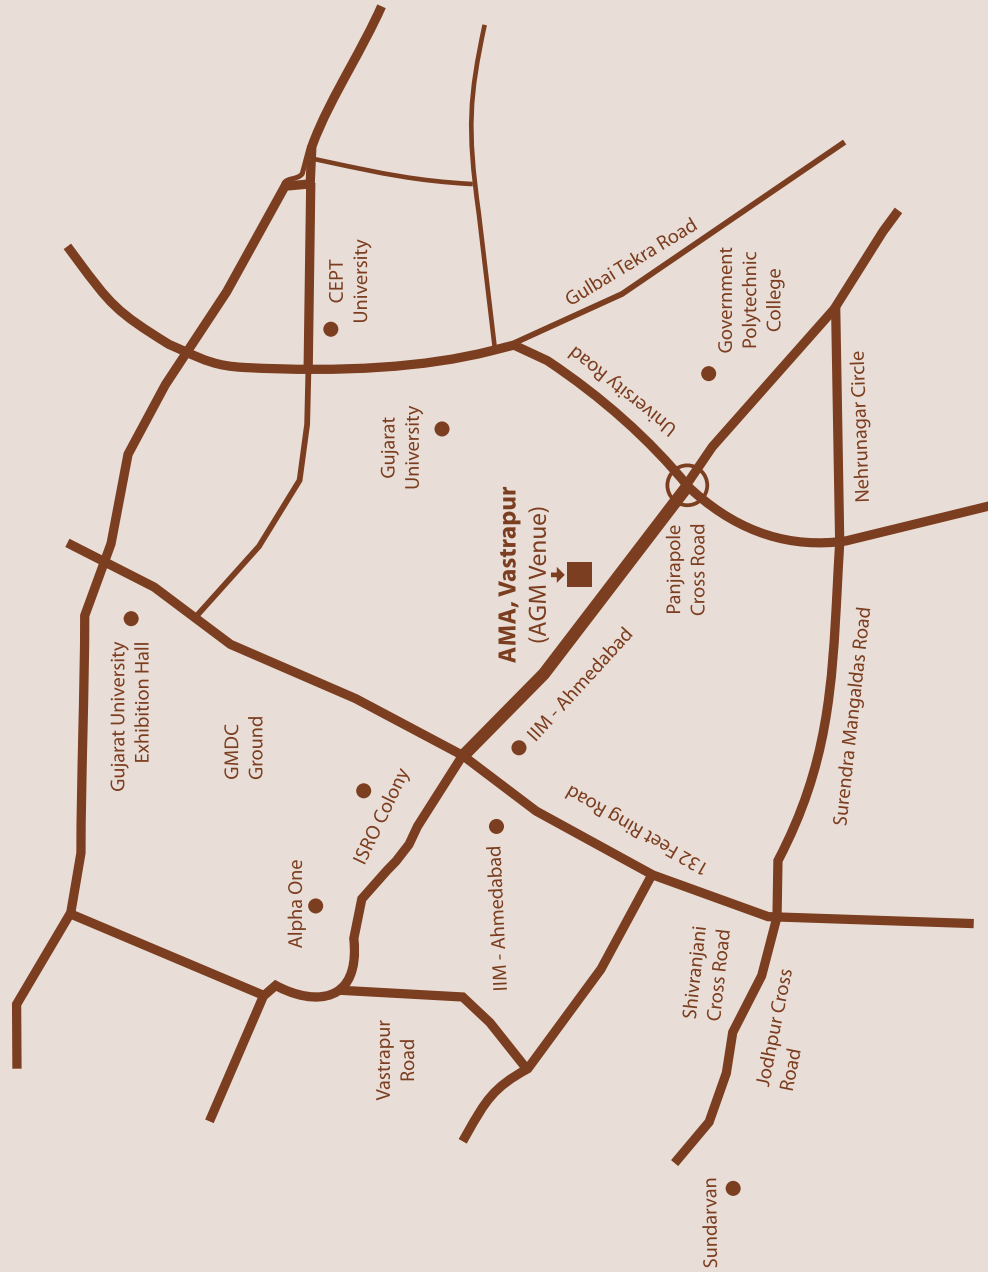 Gujarat University
Exhibition Hall
GMDC
Ground
Alpha One
ISRO Colony
Vastrapur
Road
CEPT
University
Gujarat
University
AMA, Vastrapur
(AGM Venue)
IIM - Ahmedabad
IIM - Ahmedabad
132 Feet Ring Road
Gulbai Tekra Road
University Road
Government
Polytechnic
College
Panjrapole
Cross Road
Nehrunagar Circle
Surendra Mangaldas Road
Shivranjani
Cross Road
Jodhpur Cross
Road
Sundarvan